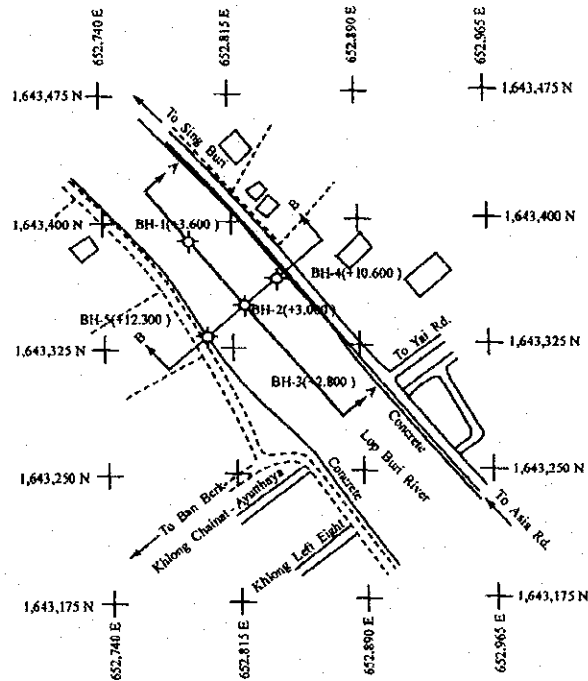 652.740 E
652.815 E
652.890 E
652.965 E
1,643,475 N
1,643,475 N
To Sing Buri
A
B
BH-1(+3.600)
1,643,400 N
1,643,400 N
BH-4(+10.600 )
BH-2(+3.000)
BH-5(+12.300)
B
1,643,325 N
1,643,325 N
To Yai Rd.
BH-3(+2.800)
A
Concrete
Lop Buri River
1,643,250 N
1,643,250 N
Concrete
To Ban Berk
Khlong Chainat-Ayutthaya
To Asia Rd.
Khlong Left Eight
1,643,175 N
1,643,175 N
652.740 E
652.815 E
652.890 E
652.965 E